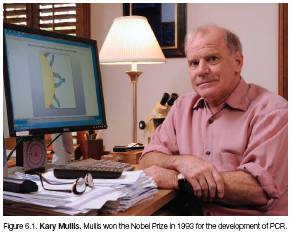 Figure 6.1. Kary Mullis. Mullis won the Nobel Prize in 1993 for the development of PCR.